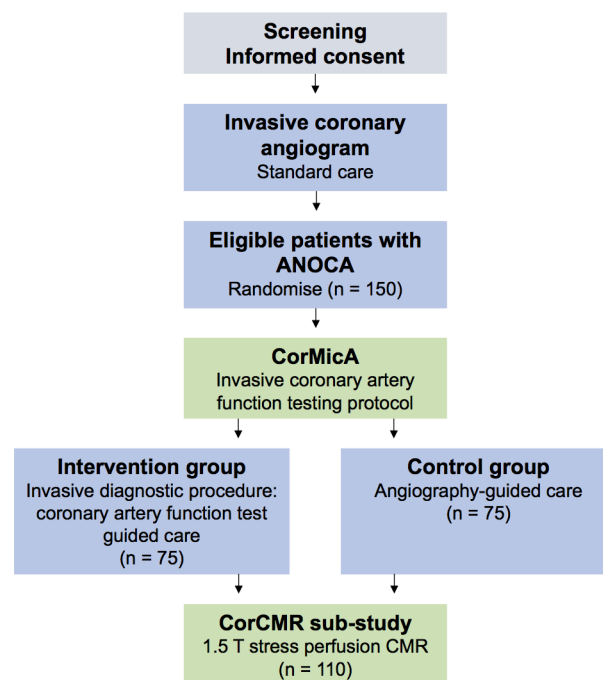 Screening
Informed consent
Invasive coronary
angiogram
Standard care
Eligible patients with
ANOCA
Randomise (n = 150)
CorMicA
Invasive coronary artery
function testing protocol
Intervention group
Invasive diagnostic procedure:
coronary artery function test
guided care
(n = 75)
Control group
Angiography-guided care
(n = 75)
CorCMR sub-study
1.5 T stress perfusion CMR
(n = 110)